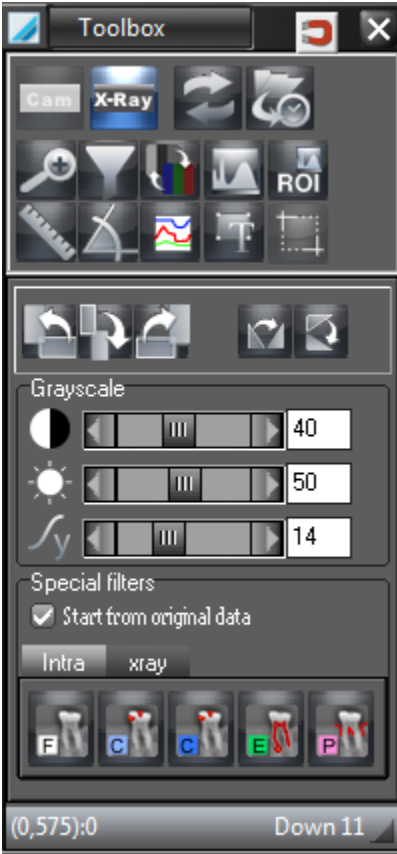 Toolbox
Cam X-Ray
ROI
T
Grayscale
40
50
y 14
Special filters
Start from original data
Intra xray
F C C E P
(0,575):0 Down 11